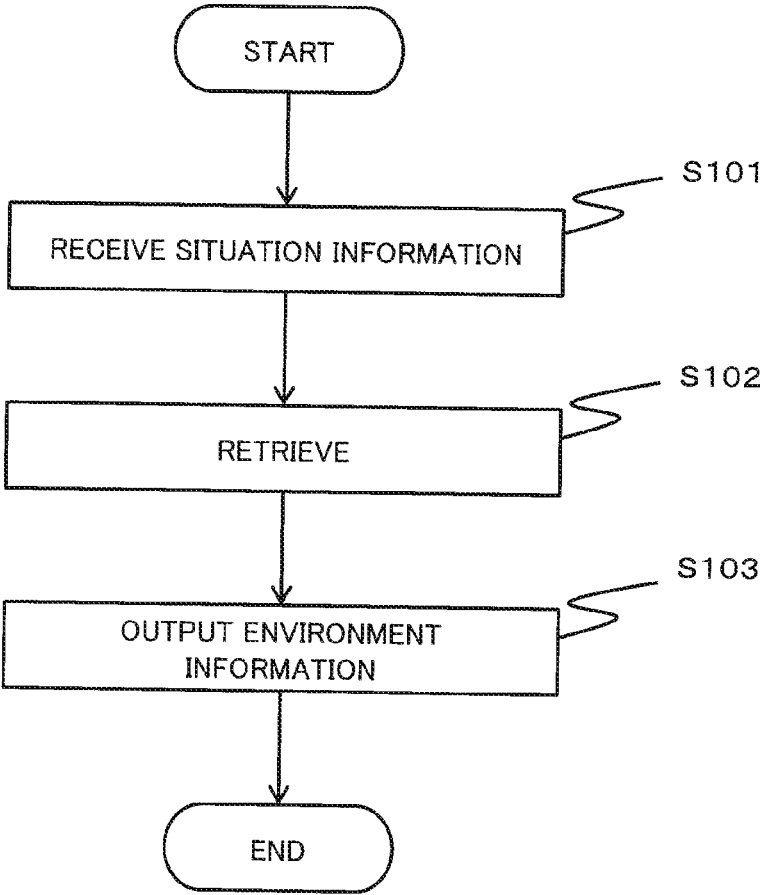 START
S101
RECEIVE SITUATION INFORMATION
S102
RETRIEVE
S103
OUTPUT ENVIRONMENT
INFORMATION
END